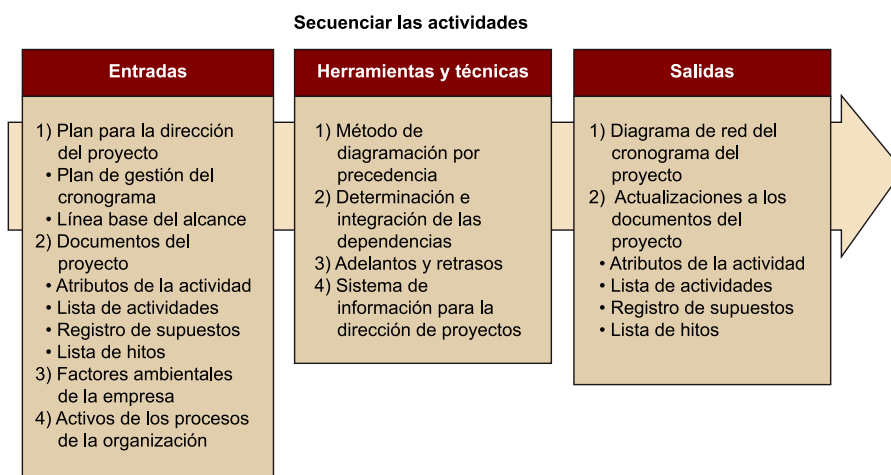 Secuenciar las actividades
Entradas
1) Plan para la dirección
del proyecto
• Plan de gestión del
cronograma
• Línea base del alcance
2) Documentos del
proyecto
• Atributos de la actividad
• Lista de actividades
• Registro de supuestos
• Lista de hitos
3) Factores ambientales
de la empresa
4) Activos de los procesos
de la organización
Herramientas y técnicas
1) Método de
diagramación por
precedencia
2) Determinación e
integración de las
dependencias
3) Adelantos y retrasos
4) Sistema de
información para la
dirección de proyectos
Salidas
1) Diagrama de red del
cronograma del
proyecto
2) Actualizaciones a los
documentos del
proyecto
• Atributos de la actividad
• Lista de actividades
• Registro de supuestos
• Lista de hitos